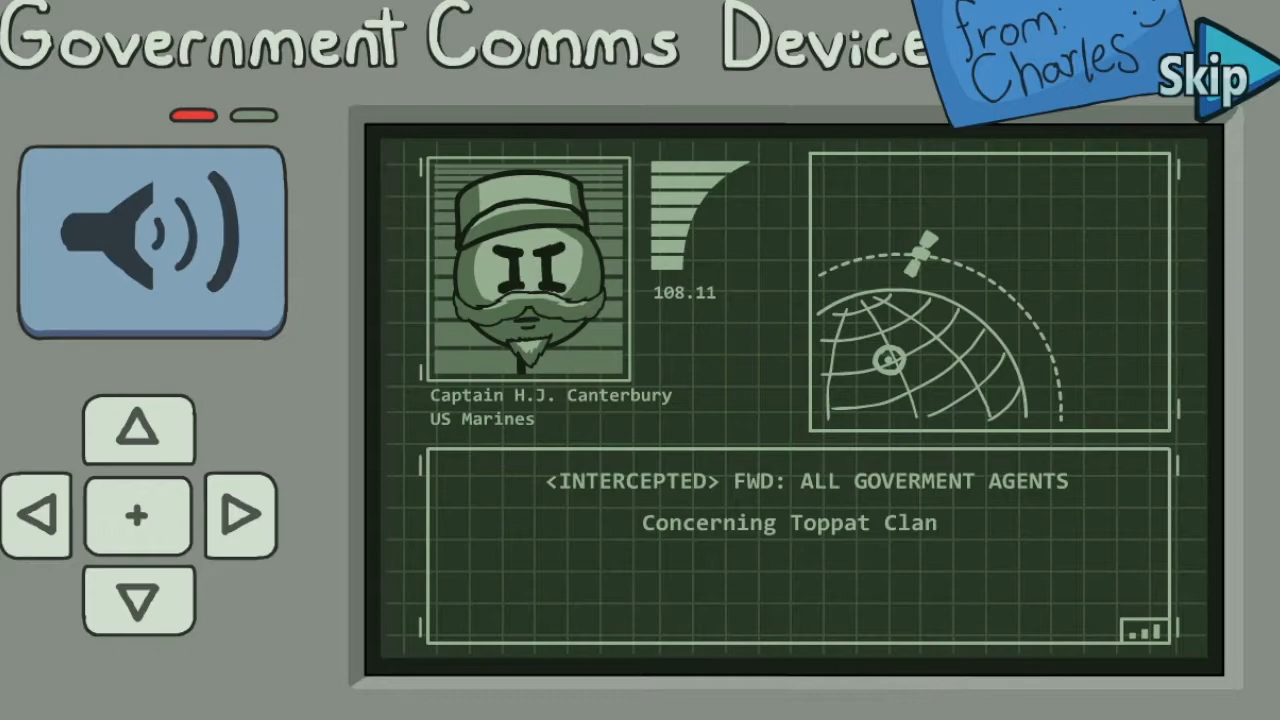 Government Comms Device
from:
Charles
Skip
108.11
Captain H.J. Canterbury
US Marines
<INTERCEPTED> FWD: ALL GOVERMENT AGENTS
Concerning Toppat Clan